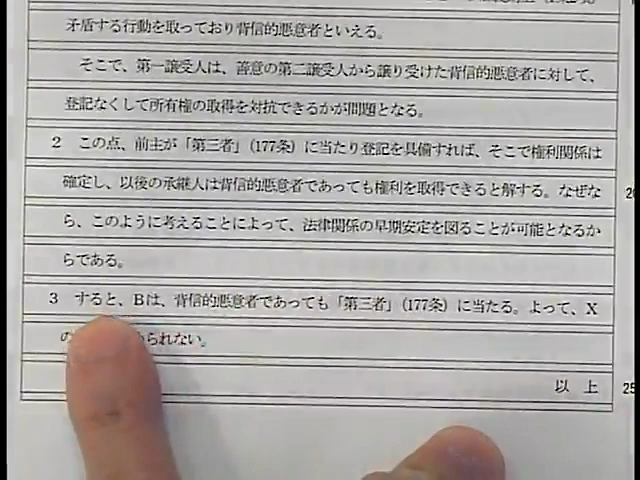 矛盾する行動を取っており背信的悪意者といえる。
そこで、第一譲受人は、善意の第二譲受人から譲り受けた背信的悪意者に対して、
登記なくして所有権の取得を対抗できるかが問題となる。
2 この点、前主が「第三者」(177条)に当たり登記を具備すれば、そこで権利関係は
確定し、以後の承継人は背信的悪意者であっても権利を取得できると解する。なぜな
ら、このように考えることによって、法律関係の早期安定を図ることが可能となるか
らである。
3 すると、Bは、背信的悪意者であっても「第三者」(177条)に当たる。よって、X
の められない。
以 上
25